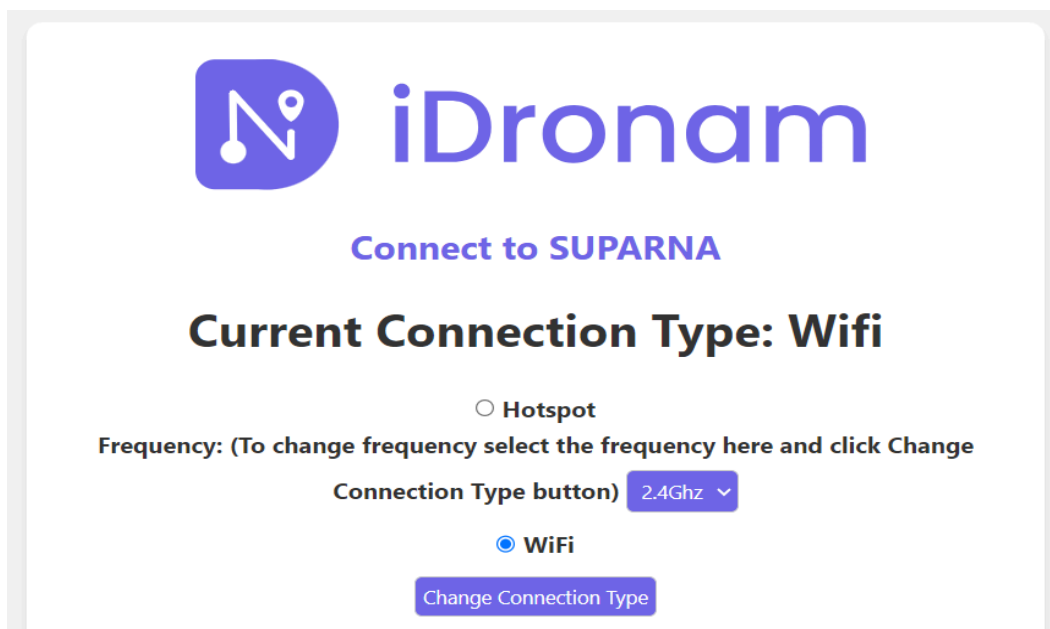 iDronam
Connect to SUPARNA
Current Connection Type: Wifi
Hotspot
Frequency: (To change frequency select the frequency here and click Change
Connection Type button) 2.4Ghz
WiFi
Change Connection Type